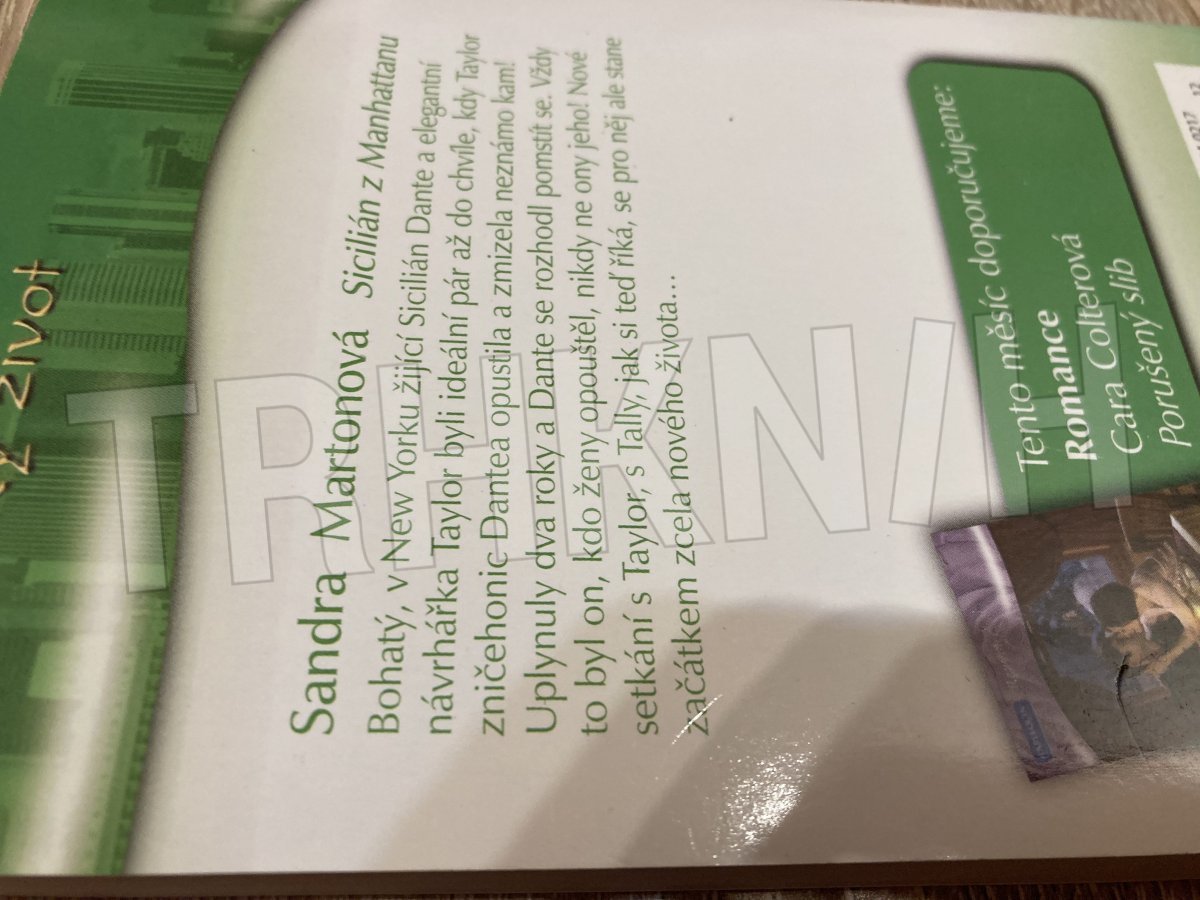 život
Sandra Martonová Sicilián z Manhattanu
Bohatý, v New Yorku žijící Sicilián Dante a elegantní
návrhářka Taylor byli ideální pár až do chvíle, kdy Taylor
zničehonic Dantea opustila a zmizela neznámo kam!
Uplynuly dva roky a Dante se rozhodl pomstít se. Vždy
to byl on, kdo ženy opouštěl, nikdy ne ony jeho! Nové
setkání s Taylor, s Tally, jak si teď říká, se pro něj ale stane
začátkem zcela nového života...
Tento měsíc doporučujeme:
Romance
Cara Colterová
Porušený slib